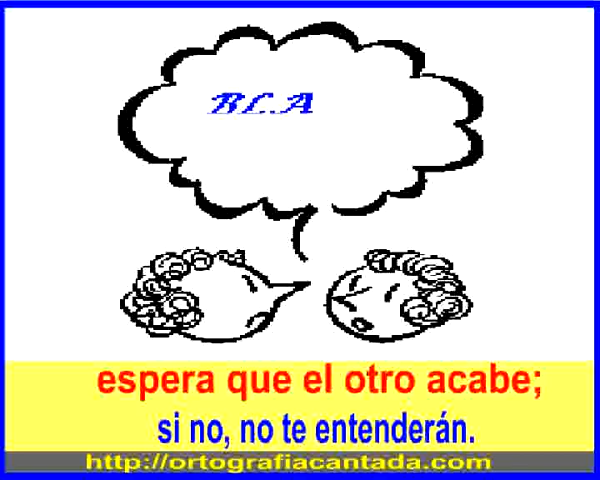 BLA
espera que el otro acabe;
si no, no te entenderán.
http://ortografiacantada.com